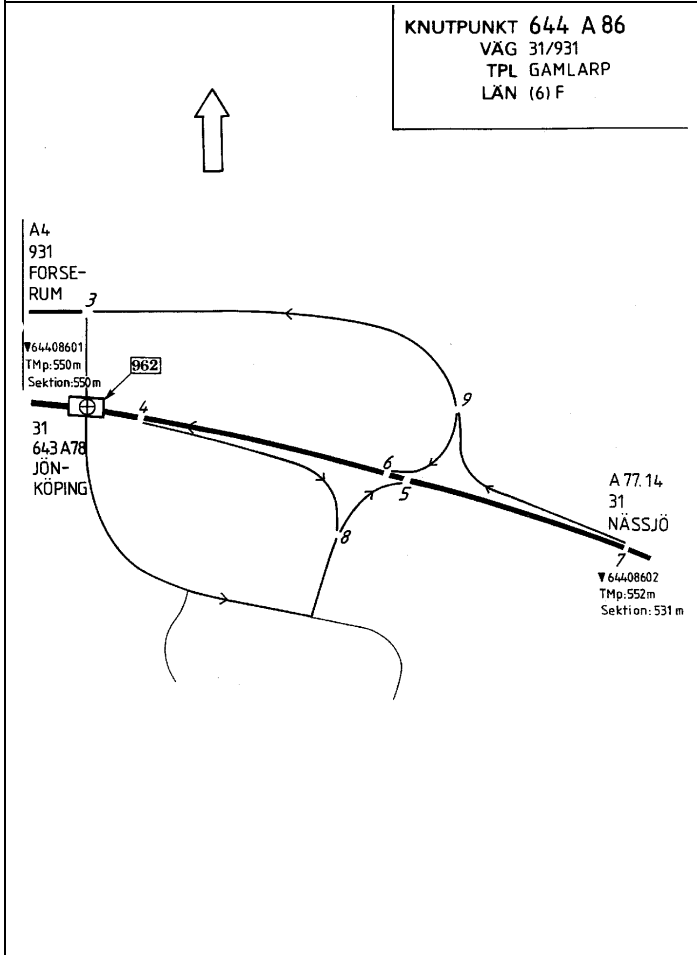 KNUTPUNKT 644 A 86
VÄG 31/931
TPL GAMLARP
LÄN (6) F
A4
931
FORSE-
RUM
3
▼64408601
TMp:550m
Sektion:550m
962
4
9
31
643 A78
JÖN-
KÖPING
6
5
A 77.14
31
NÄSSJÖ
8
7
▼64408602
TMp:552m
Sektion:531 m